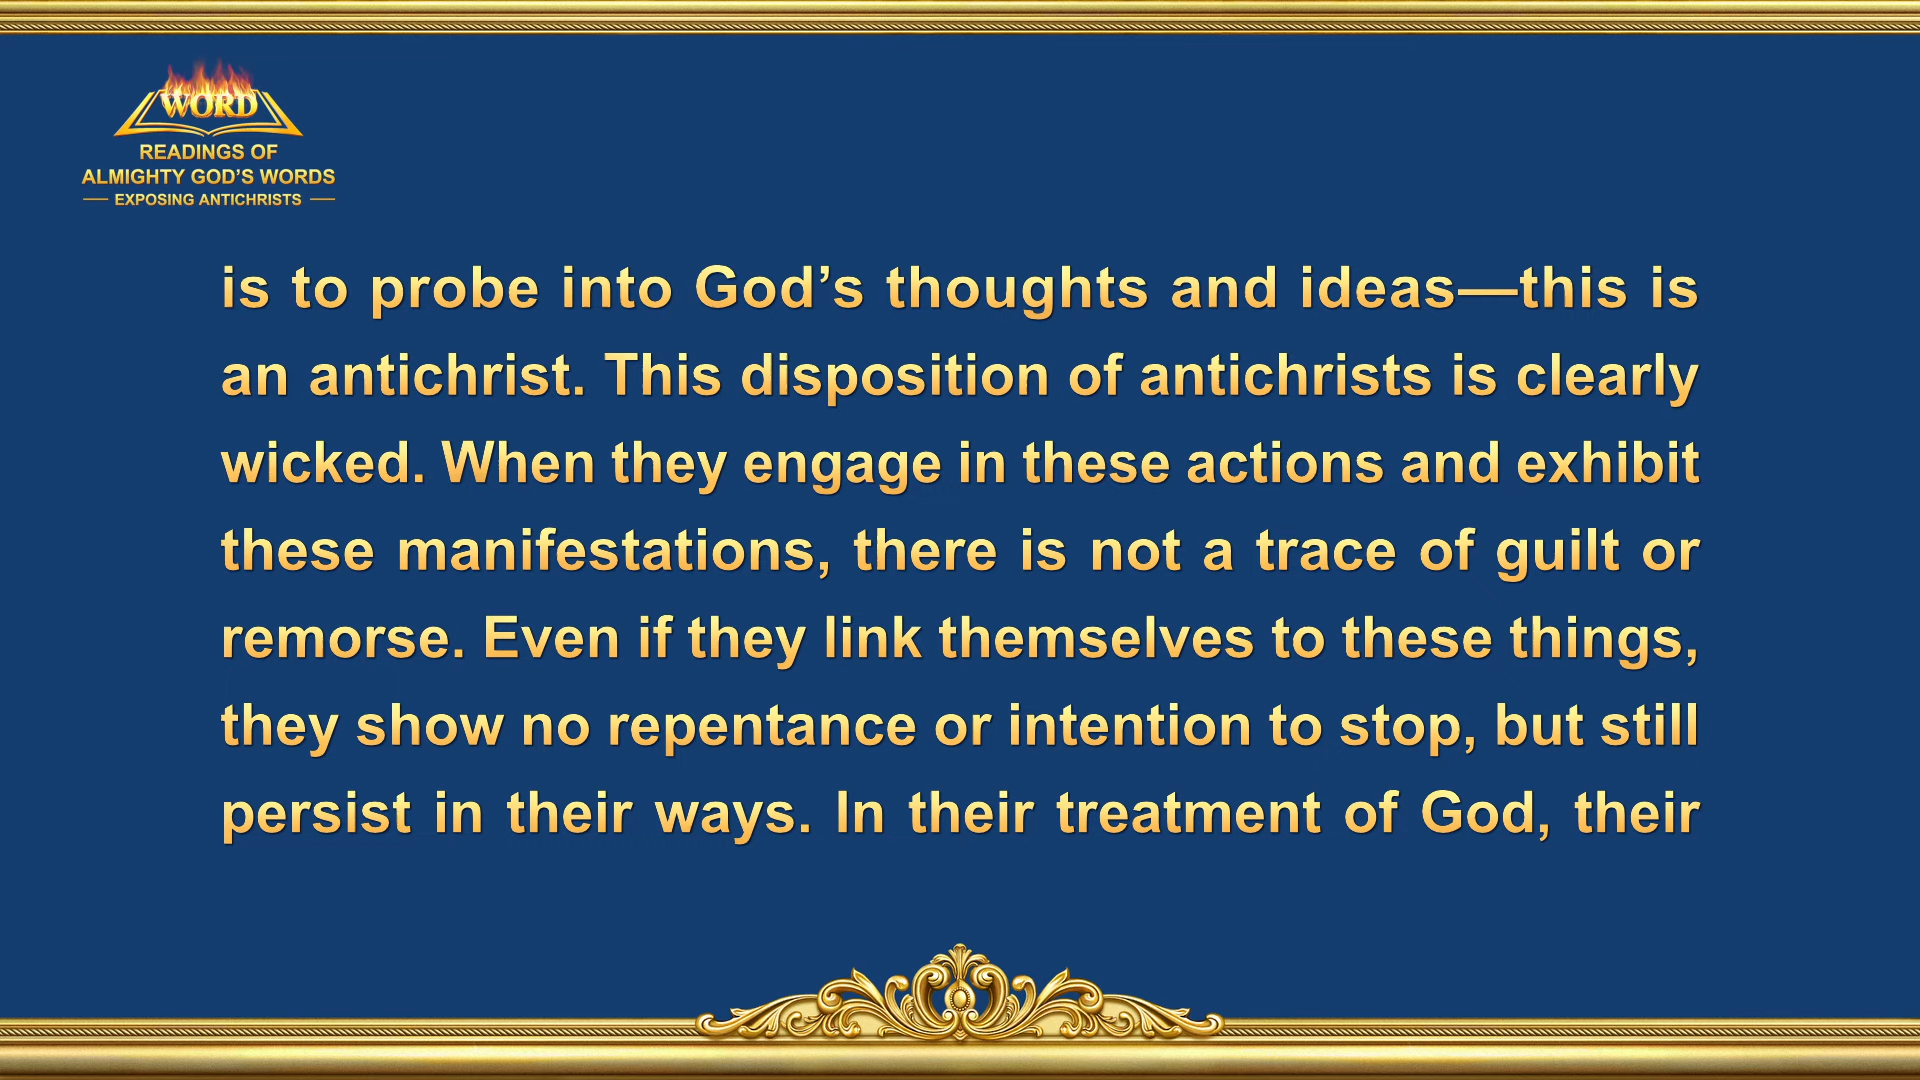 WORD
READINGS OF
ALMIGHTY GOD’S WORDS
EXPOSING ANTICHRISTS
is to probe into God’s thoughts and ideas—this is
an antichrist. This disposition of antichrists is clearly
wicked. When they engage in these actions and exhibit
these manifestations, there is not a trace of guilt or
remorse. Even if they link themselves to these things,
they show no repentance or intention to stop, but still
persist in their ways. In their treatment of God, their